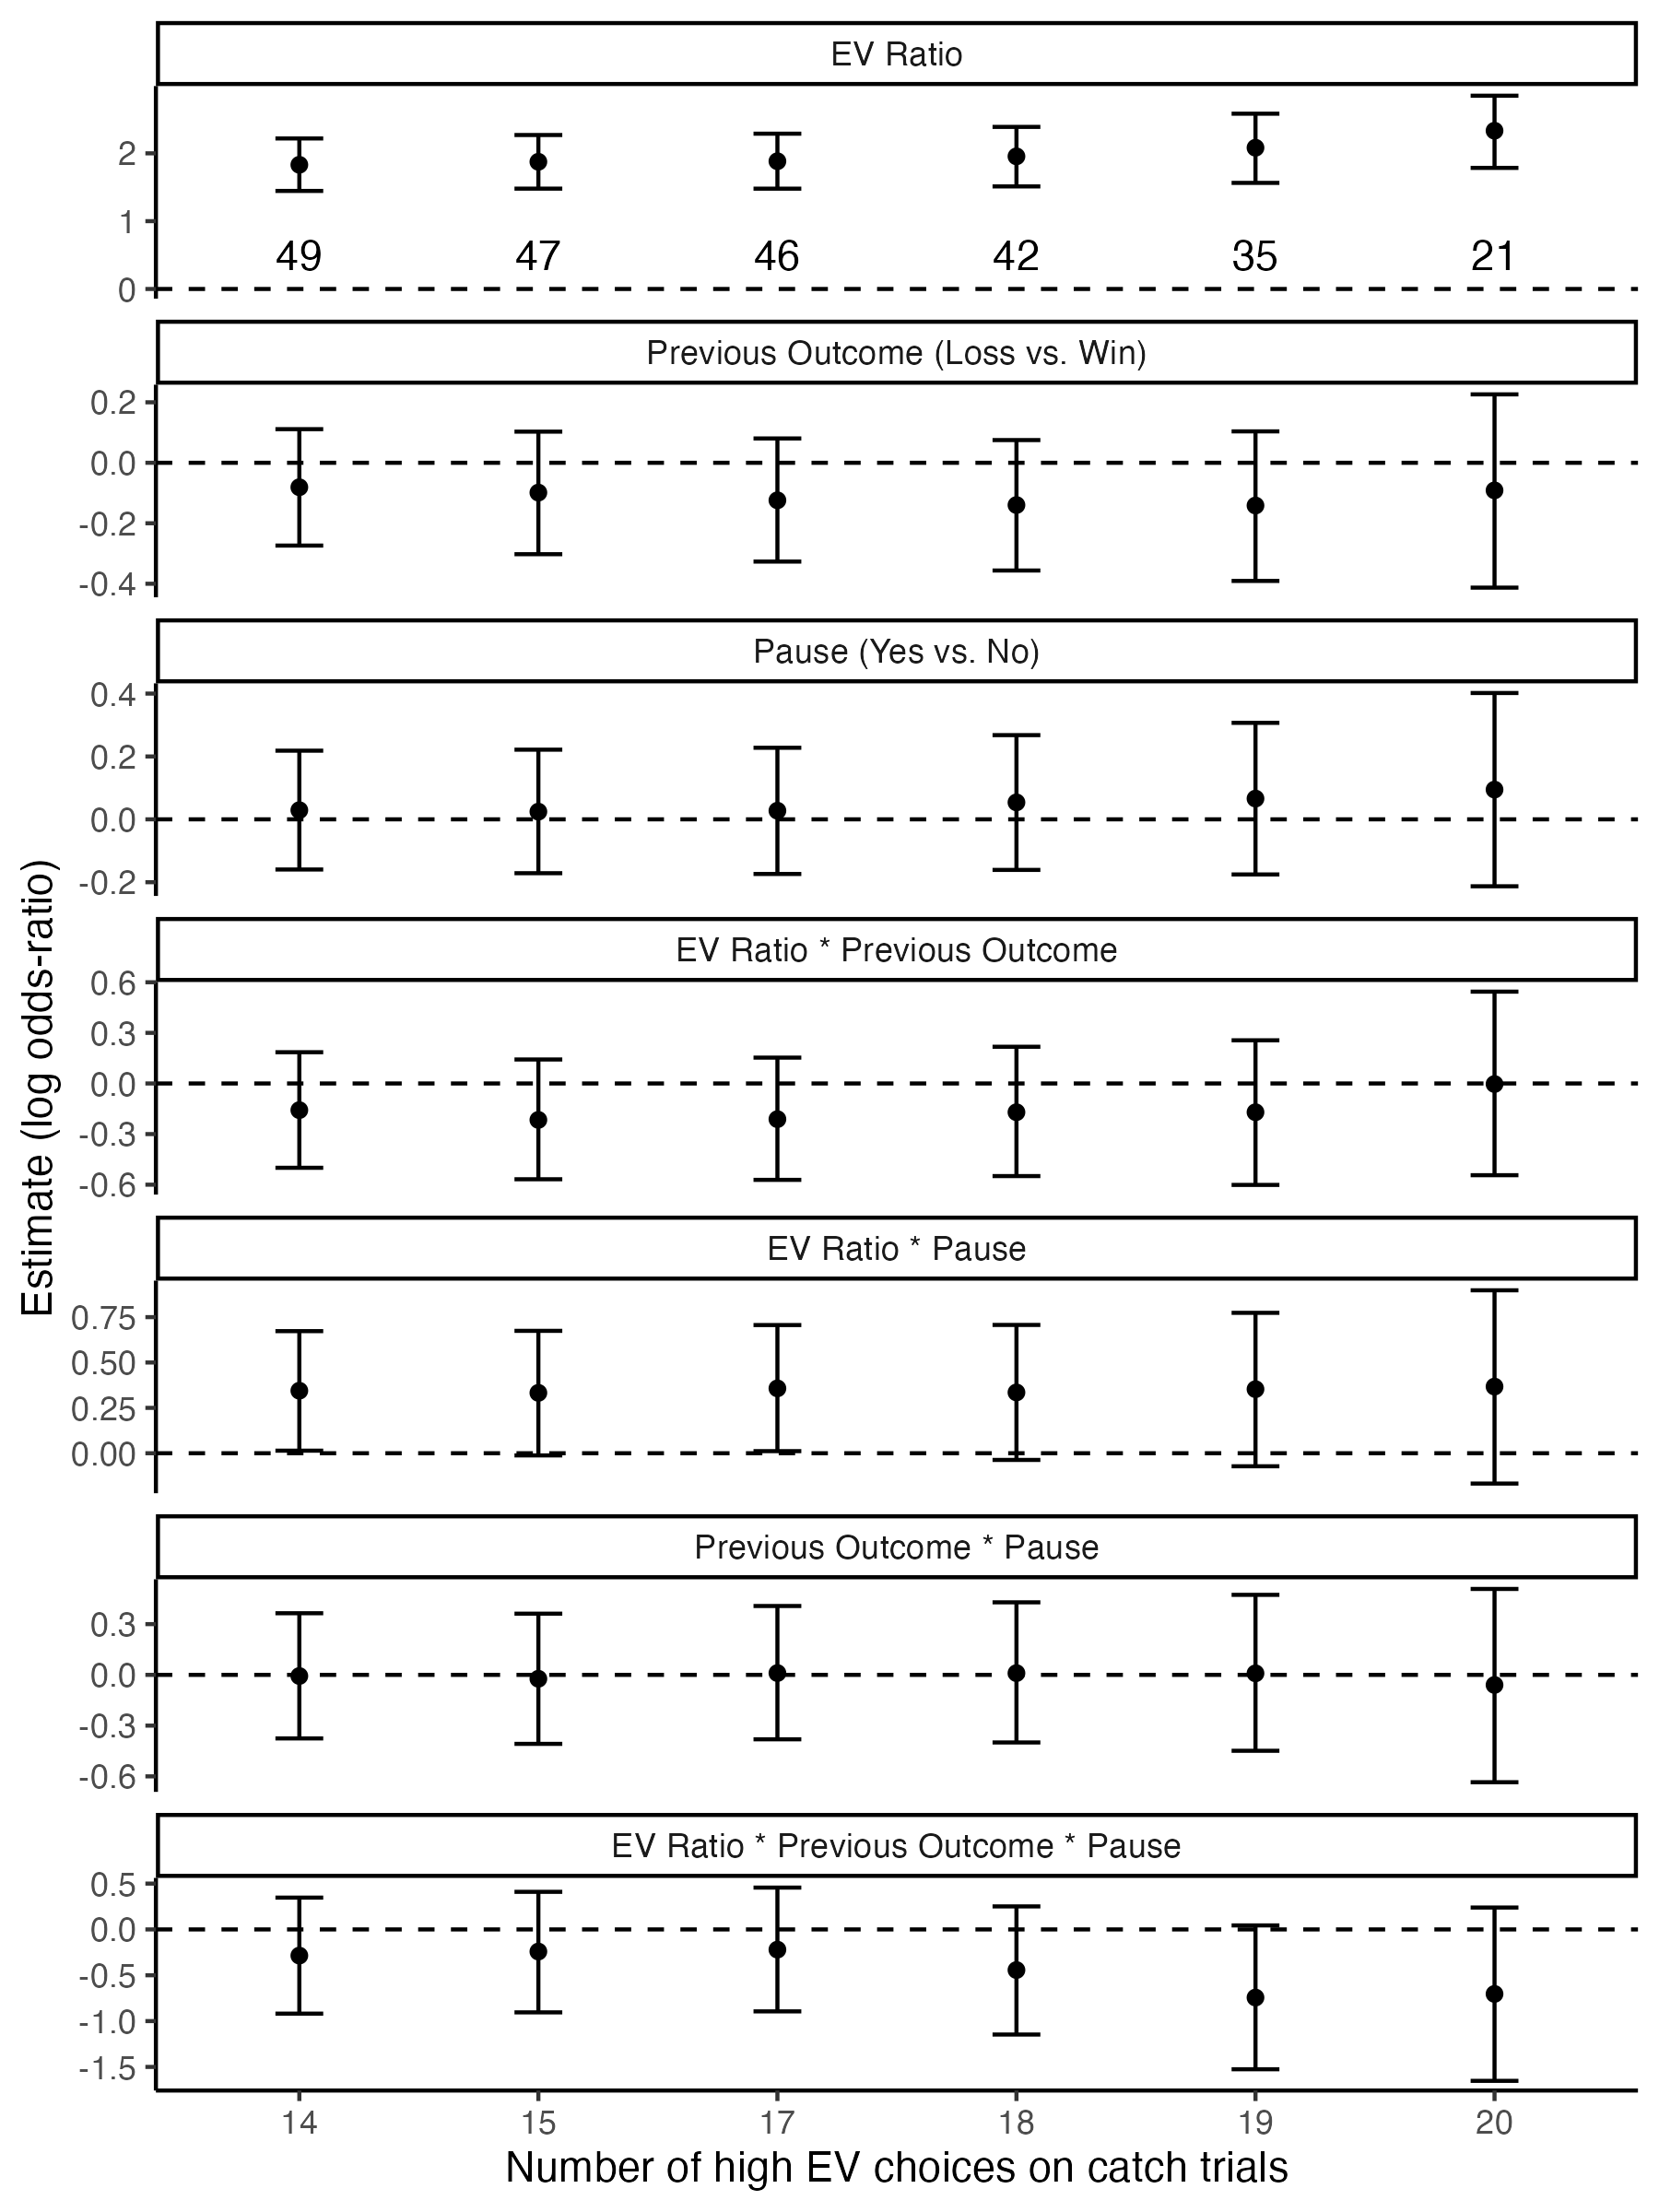 EV Ratio
2
1
49 47 46 42 35 21
0
Previous Outcome (Loss vs. Win)
0.2
0.0
-0.2
-0.4
Pause (Yes vs. No)
0.4
0.2
0.0
-0.2
EV Ratio * Previous Outcome
0.6
0.3
0.0
-0.3
-0.6
EV Ratio * Pause
0.75
0.50
0.25
0.00
Previous Outcome * Pause
0.3
0.0
-0.3
-0.6
EV Ratio * Previous Outcome * Pause
0.5
0.0
-0.5
-1.0
-1.5
14 15 17 18 19 20
Number of high EV choices on catch trials
Estimate (log odds-ratio)